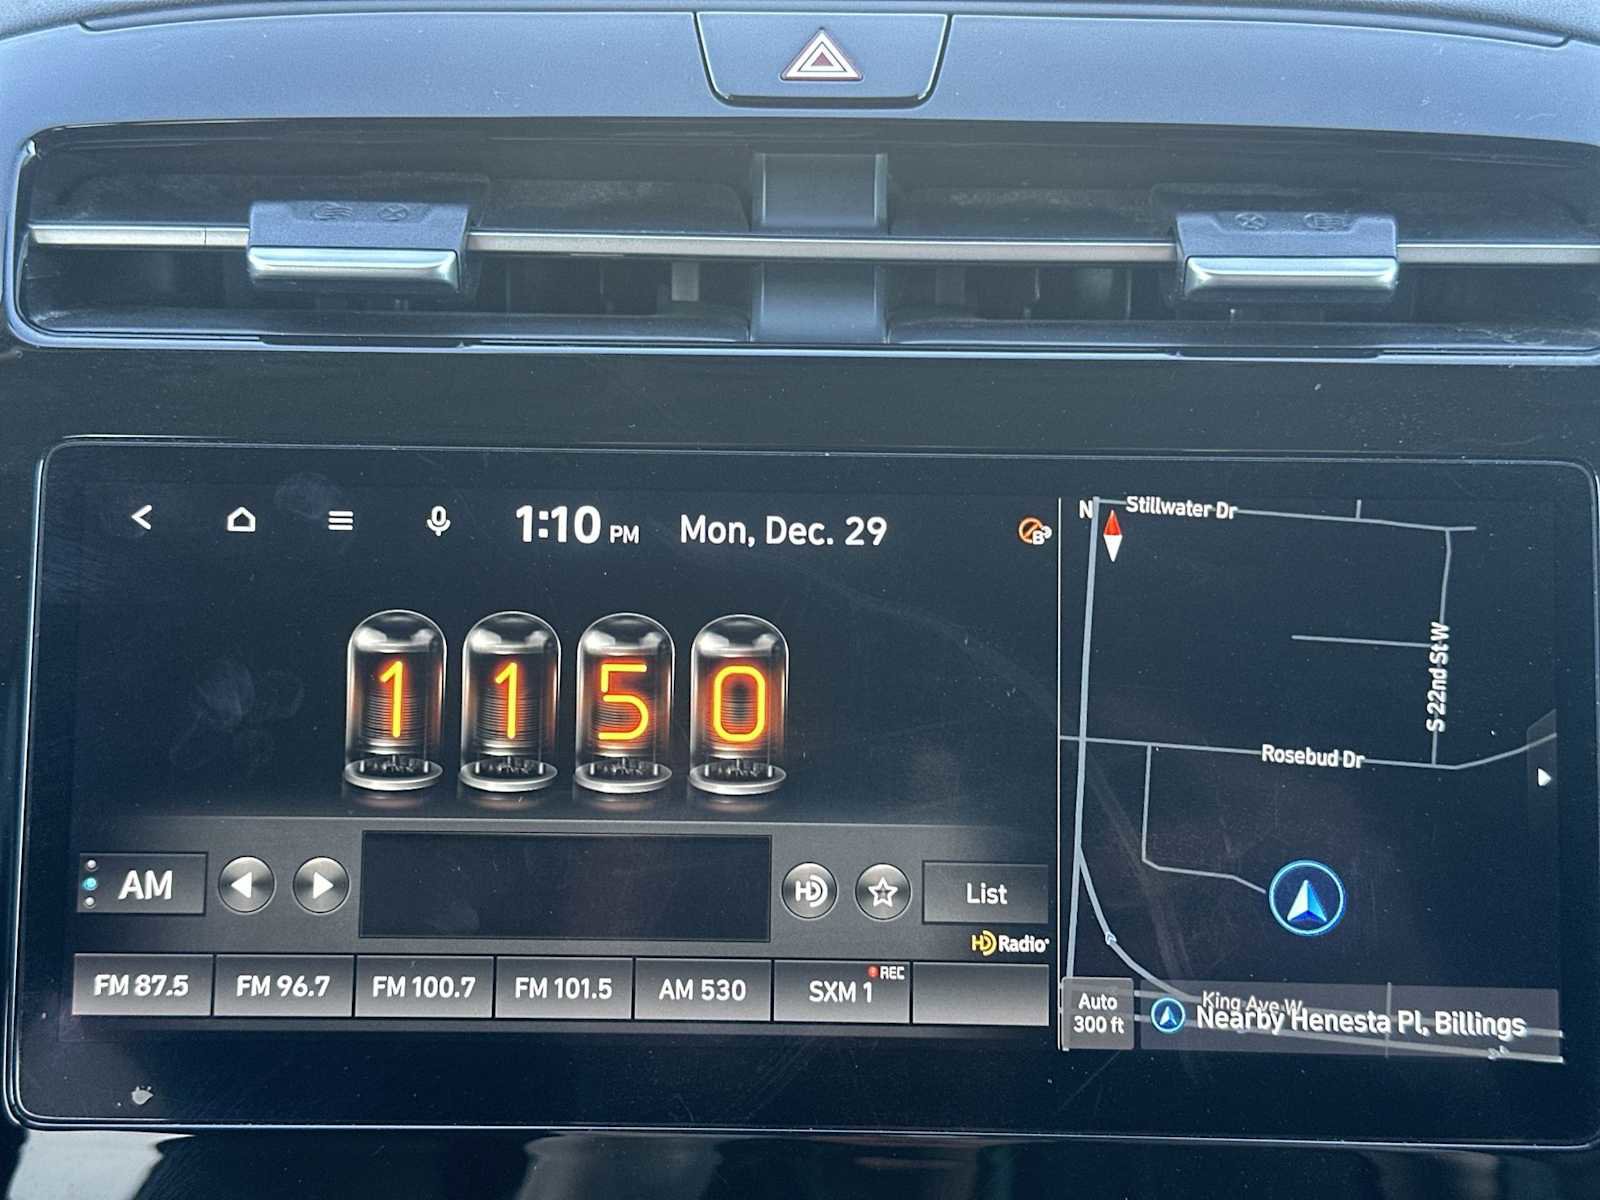 1:10 PM Mon, Dec. 29
1150
AM
HD
List
HD Radio
FM 87.5
FM 96.7
FM 100.7
FM 101.5
AM 530
REC
SXM 1
N
Stillwater Dr
S 22nd St W
Rosebud Dr
King Ave W
Auto
300 ft
Nearby Henesta Pl, Billings